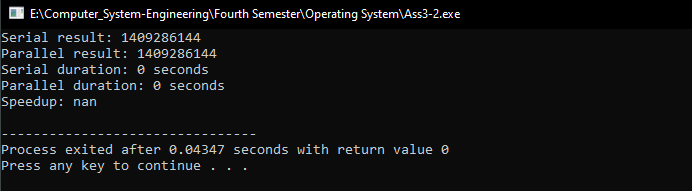 E:\Computer_System-Engineering\Fourth Semester\Operating System\Ass3-2.exe
Serial result: 1409286144
Parallel result: 1409286144
Serial duration: 0 seconds
Parallel duration: 0 seconds
Speedup: nan
--------------------------------
Process exited after 0.04347 seconds with return value 0
Press any key to continue . . .